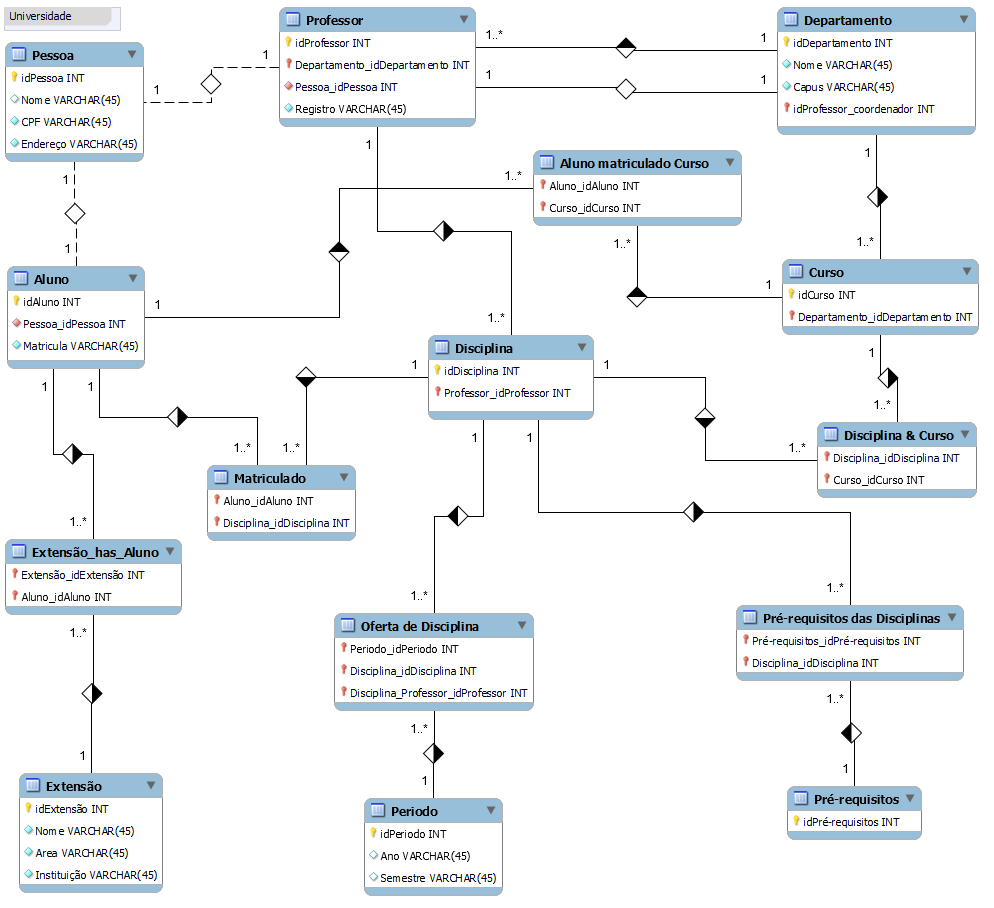 Universidade
Pessoa
idPessoa INT
Nome VARCHAR(45)
CPF VARCHAR(45)
Endereço VARCHAR(45)
Professor
idProfessor INT
Departamento_idDepartamento INT
Pessoa_idPessoa INT
Registro VARCHAR(45)
Departamento
idDepartamento INT
Nome VARCHAR(45)
Capus VARCHAR(45)
idProfessor_coordenador INT
1
1
1..*
1
1
1
1
1
Aluno matriculado Curso
Aluno_idAluno INT
Curso_idCurso INT
1
1..*
1
1..*
1..*
1
Aluno
idAluno INT
Pessoa_idPessoa INT
Matricula VARCHAR(45)
Curso
idCurso INT
Departamento_idDepartamento INT
1
1..*
Disciplina
idDisciplina INT
Professor_idProfessor INT
1
1
1
1..*
1
1
1..*
1..*
1..*
Disciplina & Curso
Disciplina_idDisciplina INT
Curso_idCurso INT
Matriculado
Aluno_idAluno INT
Disciplina_idDisciplina INT
1
1
1..*
Extensão_has_Aluno
Extensão_idExtensão INT
Aluno_idAluno INT
1..*
1
1..*
1..*
Oferta de Disciplina
Periodo_idPeriodo INT
Disciplina_idDisciplina INT
Disciplina_Professor_idProfessor INT
Pré-requisitos das Disciplinas
Pré-requisitos_idPré-requisitos INT
Disciplina_idDisciplina INT
1..*
1
1..*
1
Extensão
idExtensão INT
Nome VARCHAR(45)
Area VARCHAR(45)
Instituição VARCHAR(45)
Periodo
idPeriodo INT
Ano VARCHAR(45)
Semestre VARCHAR(45)
Pré-requisitos
idPré-requisitos INT